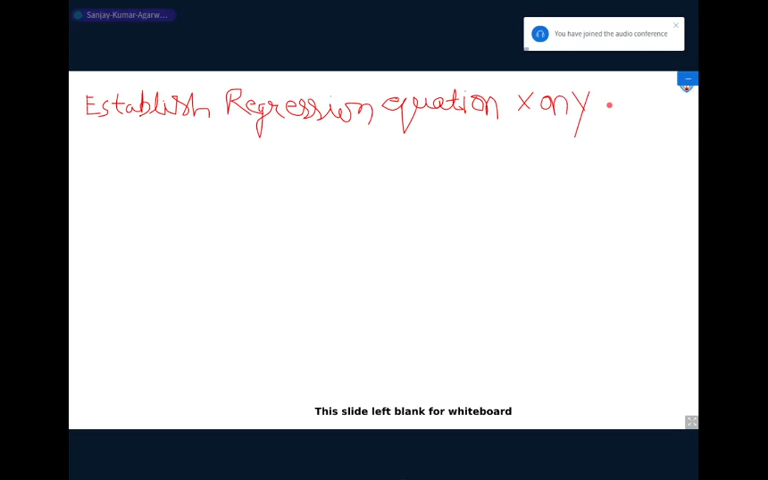 Sanjay-Kumar-Agarw...
You have joined the audio conference
Establish Regression equation X on Y
This slide left blank for whiteboard